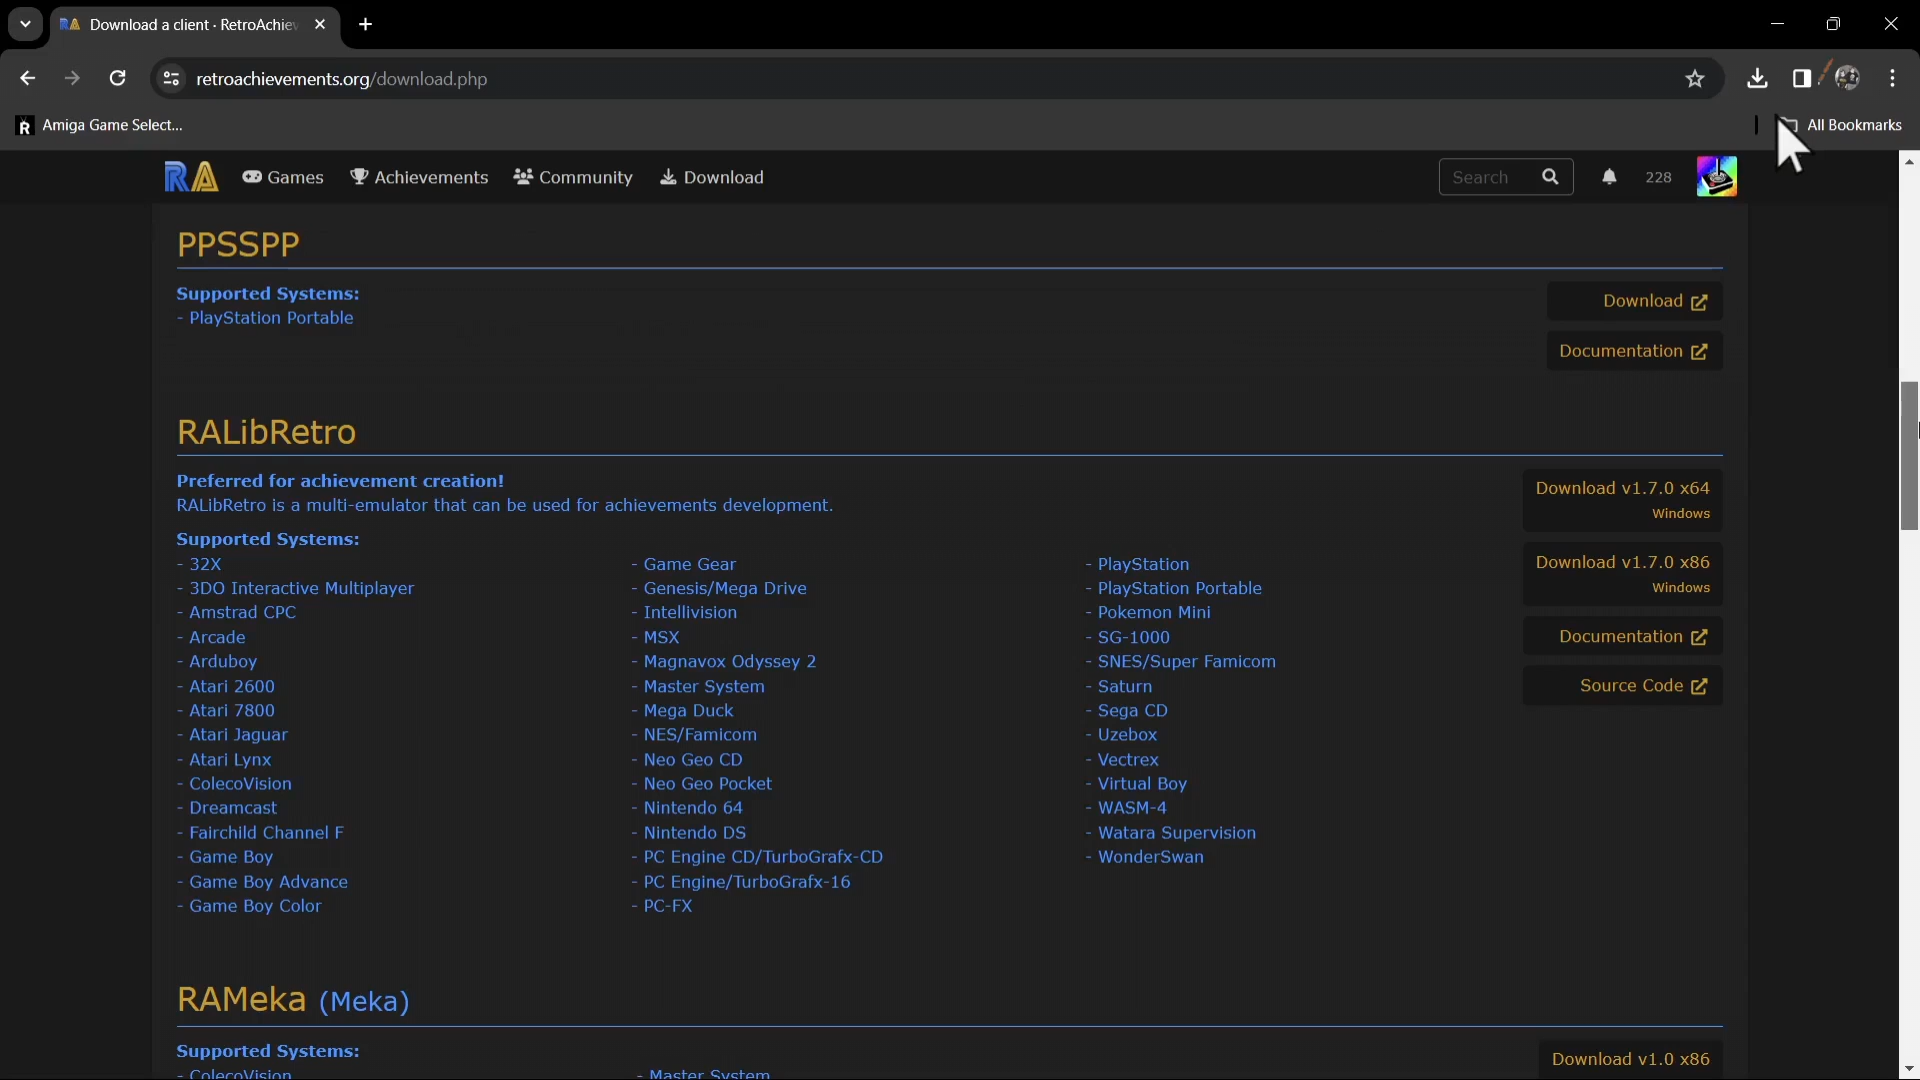 Download a client · RetroAchiev
retroachievements.org/download.php
R Amiga Game Select...
All Bookmarks
RA Games Achievements Community Download Search 228
PPSSPP
Supported Systems:
- PlayStation Portable
Download
Documentation
RALibRetro
Preferred for achievement creation!
RALibRetro is a multi-emulator that can be used for achievements development.
Supported Systems:
- 32X
- 3DO Interactive Multiplayer
- Amstrad CPC
- Arcade
- Arduboy
- Atari 2600
- Atari 7800
- Atari Jaguar
- Atari Lynx
- ColecoVision
- Dreamcast
- Fairchild Channel F
- Game Boy
- Game Boy Advance
- Game Boy Color
- Game Gear
- Genesis/Mega Drive
- Intellivision
- MSX
- Magnavox Odyssey 2
- Master System
- Mega Duck
- NES/Famicom
- Neo Geo CD
- Neo Geo Pocket
- Nintendo 64
- Nintendo DS
- PC Engine CD/TurboGrafx-CD
- PC Engine/TurboGrafx-16
- PC-FX
- PlayStation
- PlayStation Portable
- Pokemon Mini
- SG-1000
- SNES/Super Famicom
- Saturn
- Sega CD
- Uzebox
- Vectrex
- Virtual Boy
- WASM-4
- Watara Supervision
- WonderSwan
Download v1.7.0 x64
Windows
Download v1.7.0 x86
Windows
Documentation
Source Code
RAMeka (Meka)
Supported Systems:
- ColecoVision
- Master System
Download v1.0 x86